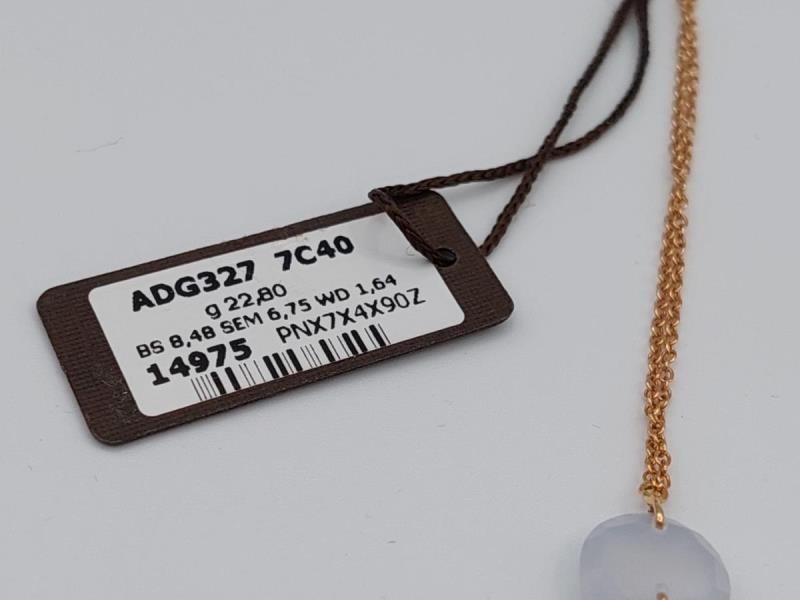 ADG327 7C40
g 22,80
BS 8,48 SEM 6,75 WD 1,64
14975 PNX7X4X90Z